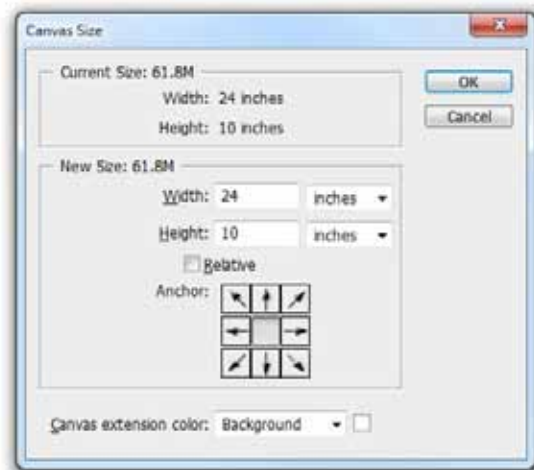 Canvas Size
Current Size: 61.8M
Width: 24 inches
Height: 10 inches
OK
Cancel
New Size: 61.8M
Width: 24 inches
Height: 10 inches
Relative
Anchor:
Canvas extension color: Background